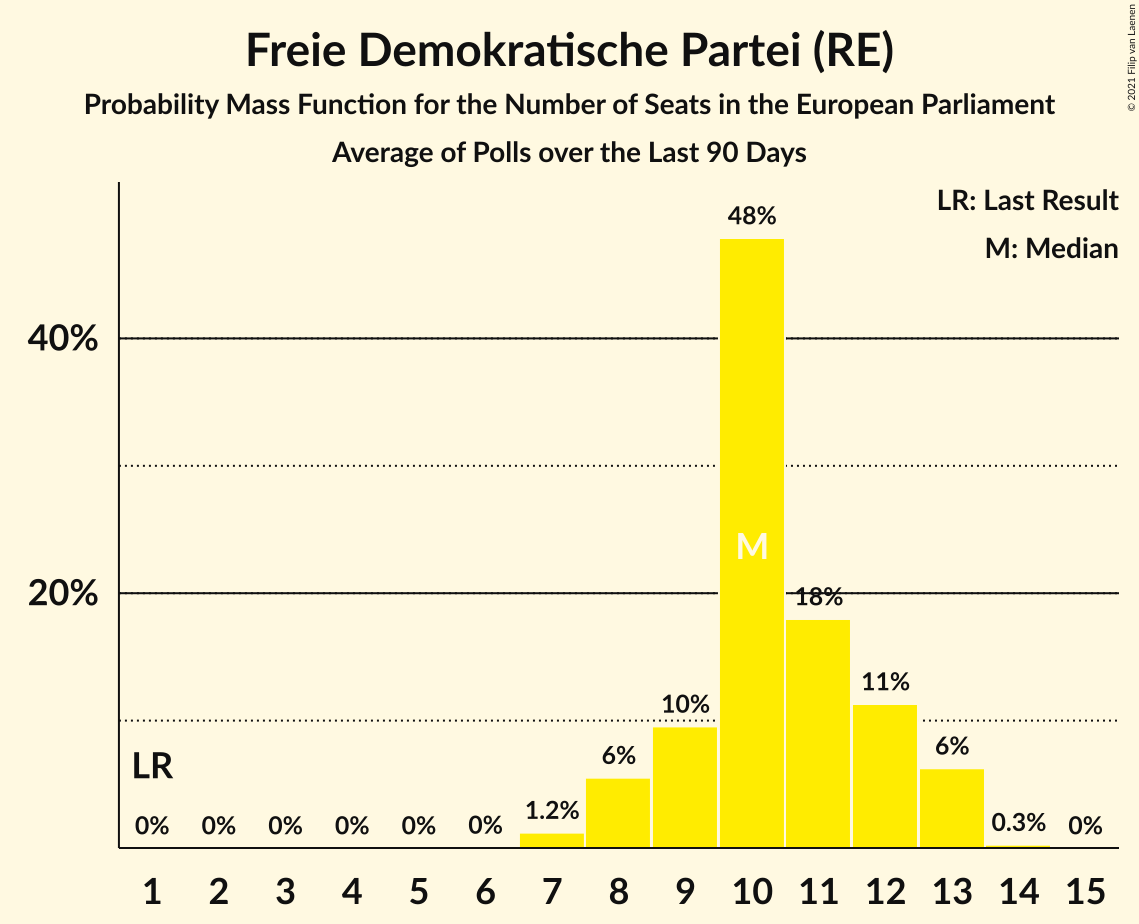 Freie Demokratische Partei (RE)
Probability Mass Function for the Number of Seats in the European Parliament
Average of Polls over the Last 90 Days
© 2021 Filip van Laenen
LR: Last Result
M: Median
48%
40%
M
20%
18%
11%
10%
6%
6%
LR
1.2%
0% 0% 0% 0% 0% 0% 0.3% 0%
1 2 3 4 5 6 7 8 9 10 11 12 13 14 15